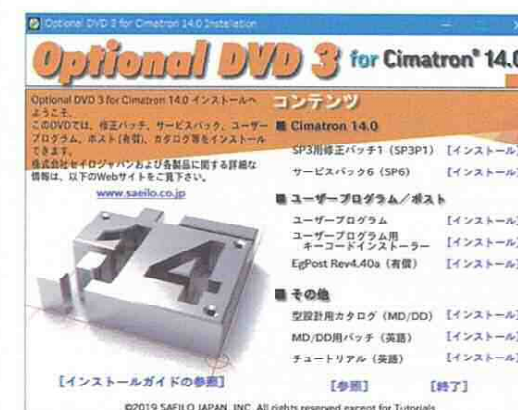 Optional DVD 3 for Cimatron 14.0 Installation
Optional DVD 3 for Cimatron® 14.0
Optional DVD 3 for Cimatron 14.0 インストールへ
ようこそ。
このDVDでは、修正パッチ、サービスパック、ユーザー
プログラム、ポスト(有償)、カタログ等をインストール
できます。
株式会社セイロジャパンおよび各製品に関する詳細な
情報は、以下のWebサイトをご覧下さい。
www.saeilo.co.jp
14
[インストールガイドの参照]
コンテンツ
■ Cimatron 14.0
SP3用修正パッチ1（SP3P1） [インストール]
サービスパック6（SP6） [インストール]
■ ユーザープログラム／ポスト
ユーザープログラム [インストール]
ユーザープログラム用
キーコードインストーラー [インストール]
EgPost Rev4.40a（有償） [インストール]
■ その他
型設計用カタログ（MD/DD） [インストール]
MD/DD用パッチ（英語） [インストール]
チュートリアル（英語） [インストール]
[参照] [終了]
©2019 SAEILO JAPAN, INC. All rights reserved except for Tutorials